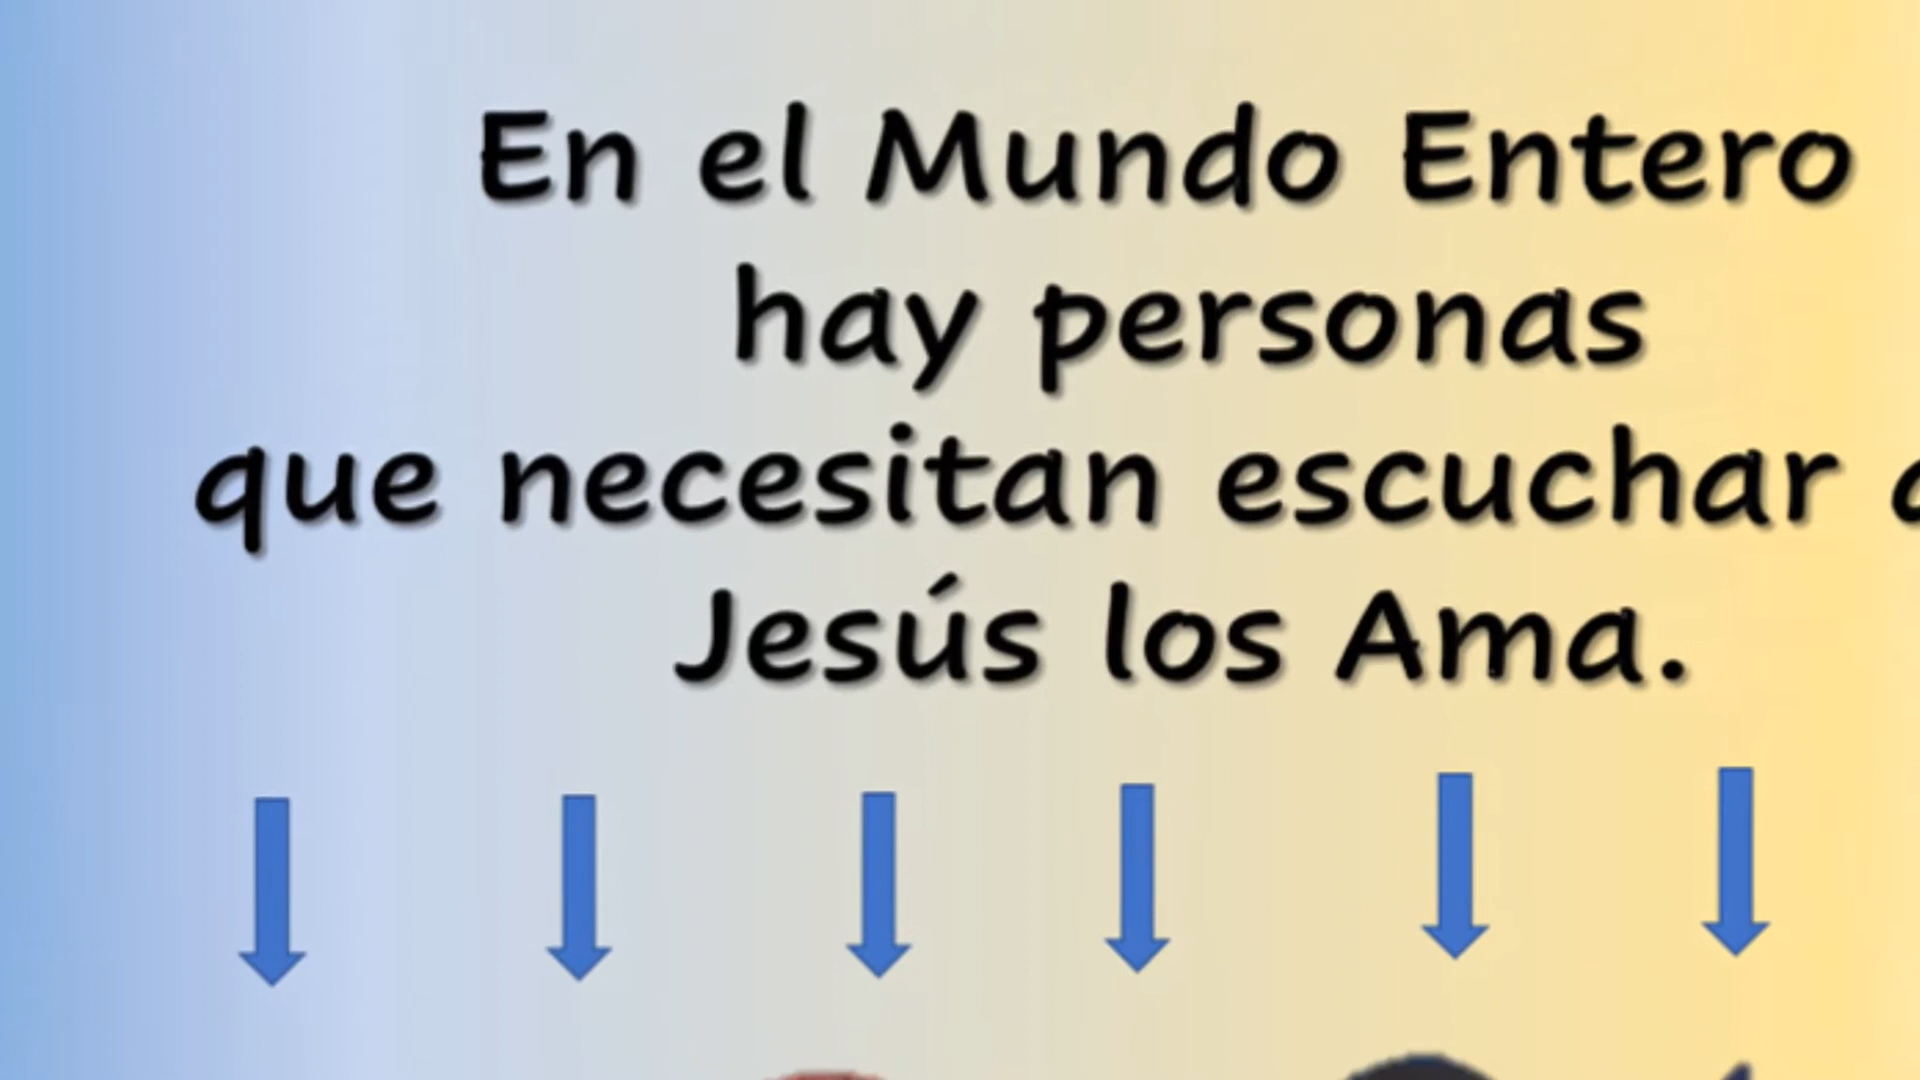 En el Mundo Entero
hay personas
que necesitan escuchar
Jesús los Ama.